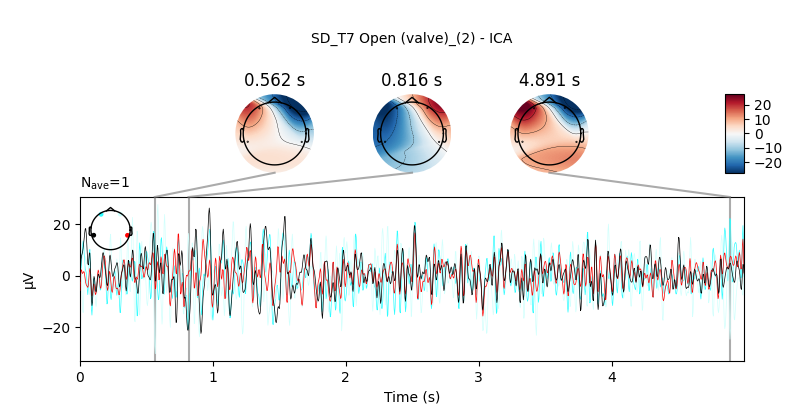 SD_T7 Open (valve)_(2) - ICA
0.562 s 0.816 s 4.891 s
20
10
0
−10
−20
Nave=1
20
0
−20
µV
0 1 2 3 4
Time (s)